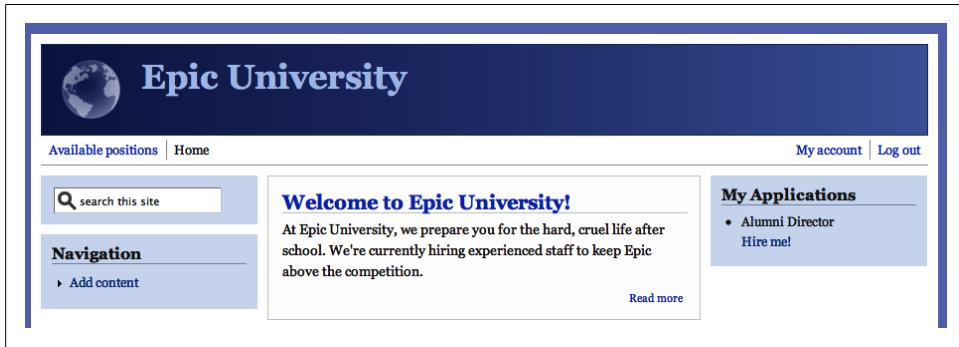 Epic University
Available positions Home
My account Log out
search this site
Navigation
Add content
Welcome to Epic University!
At Epic University, we prepare you for the hard, cruel life after
school. We're currently hiring experienced staff to keep Epic
above the competition.
Read more
My Applications
Alumni Director
Hire me!